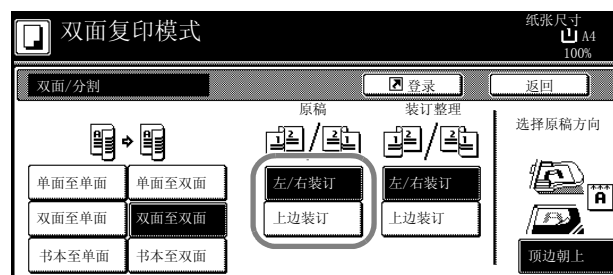 双面复印模式
纸张尺寸
A4
100%
双面/分割
登录
返回
原稿
装订整理
选择原稿方向
单面至单面
单面至双面
左/右装订
左/右装订
双面至单面
双面至双面
上边装订
上边装订
书本至单面
书本至双面
顶边朝上